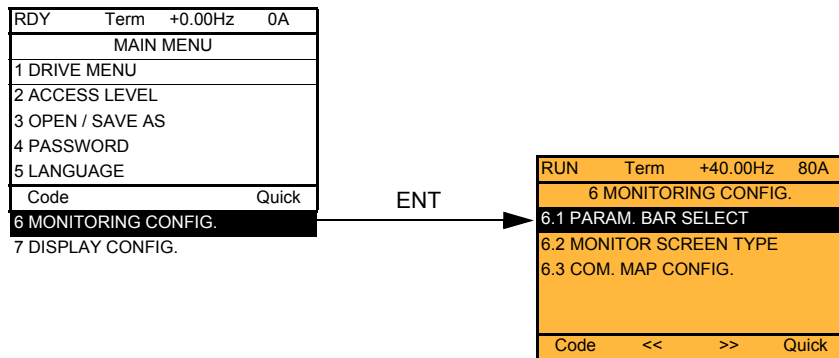 RDY Term +0.00Hz 0A
MAIN MENU
1 DRIVE MENU
2 ACCESS LEVEL
3 OPEN / SAVE AS
4 PASSWORD
5 LANGUAGE
Code Quick
6 MONITORING CONFIG.
7 DISPLAY CONFIG.
ENT
RUN Term +40.00Hz 80A
6 MONITORING CONFIG.
6.1 PARAM. BAR SELECT
6.2 MONITOR SCREEN TYPE
6.3 COM. MAP CONFIG.
Code << >> Quick